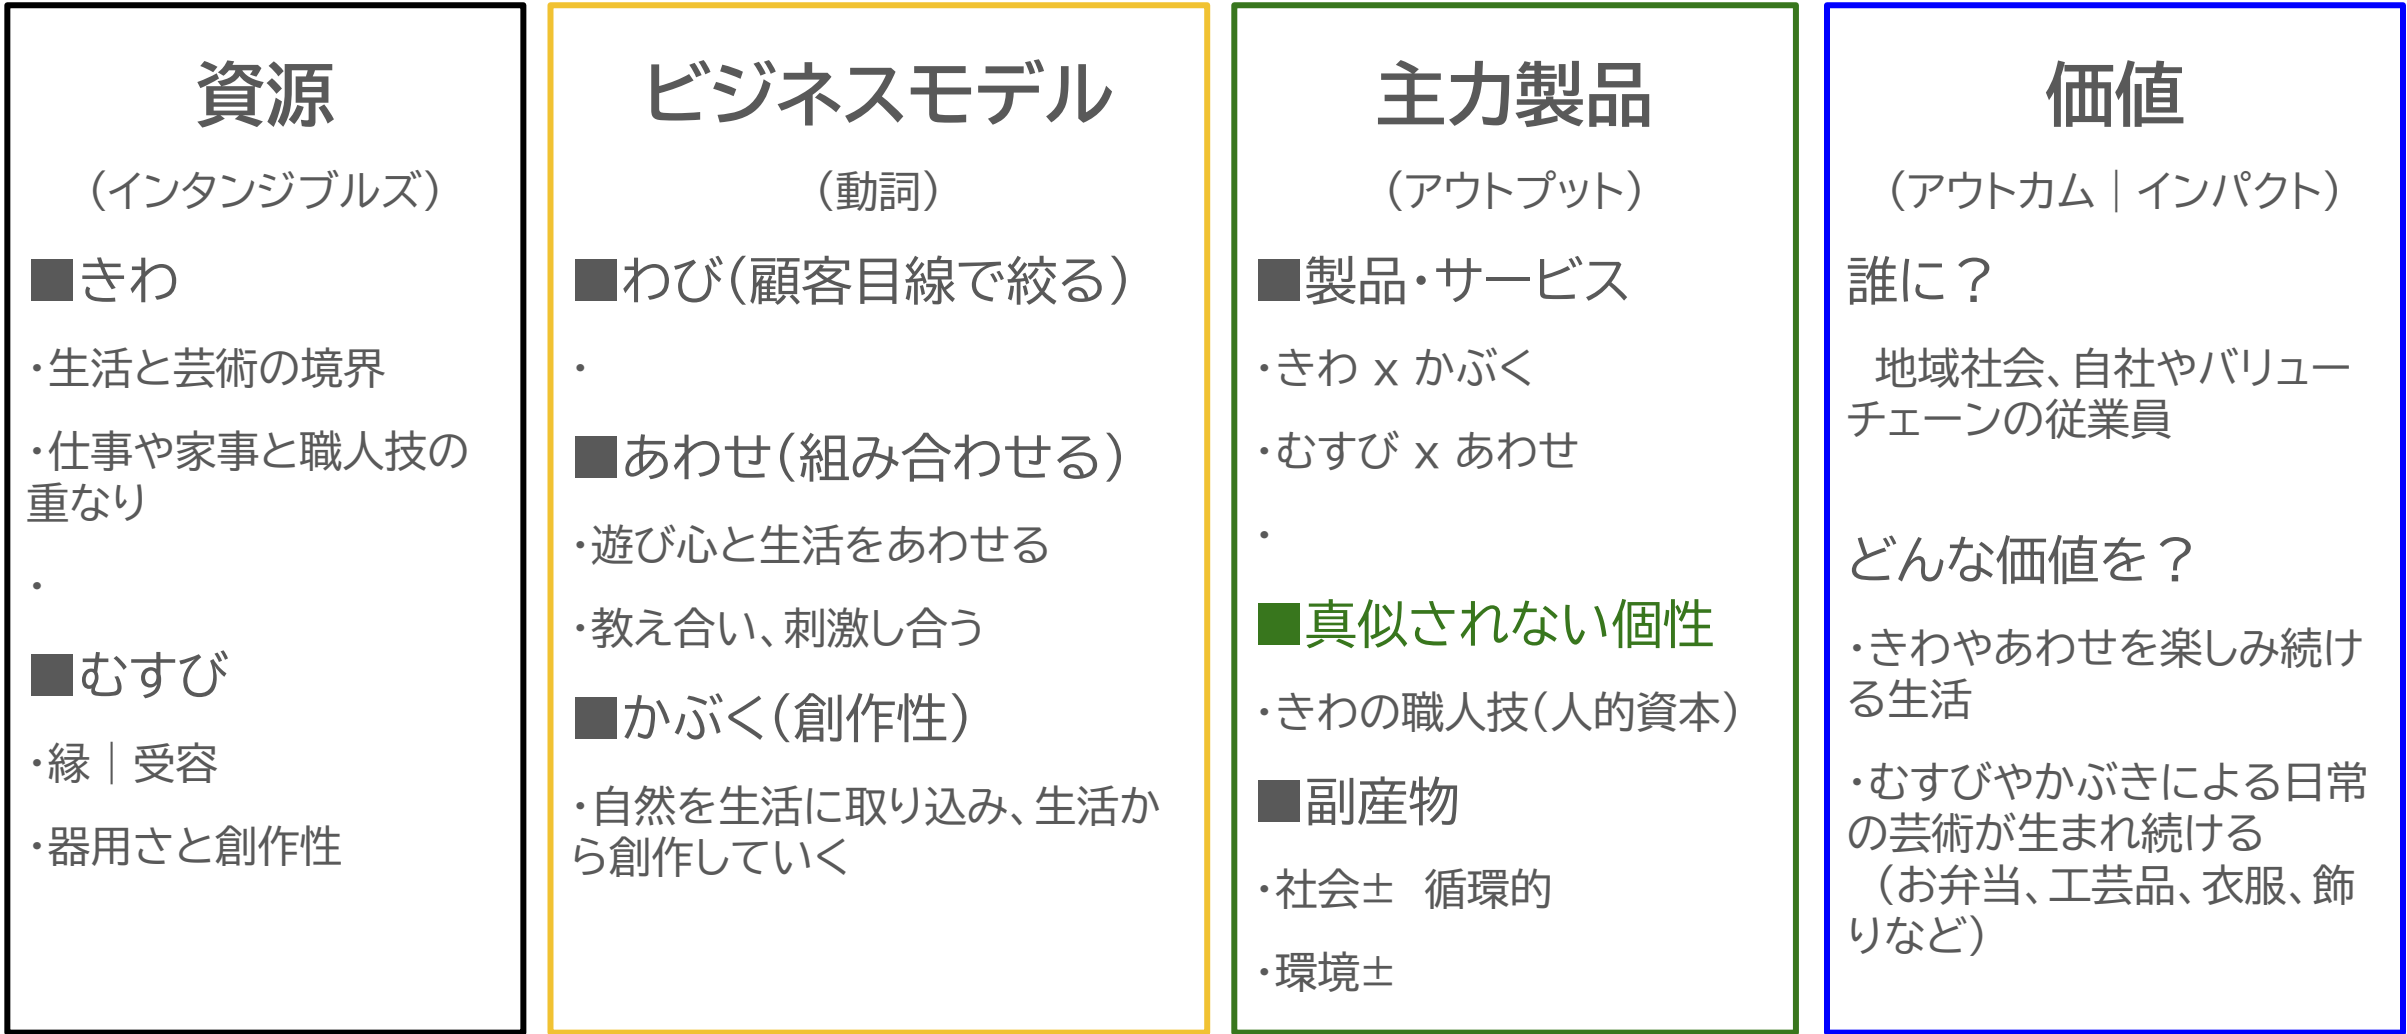 資源
（インタンジブルズ）
■きわ
・生活と芸術の境界
・仕事や家事と職人技の
重なり
・
■むすび
・縁｜受容
・器用さと創作性
ビジネスモデル
（動詞）
■わび（顧客目線で絞る）
・
■あわせ（組み合わせる）
・遊び心と生活をあわせる
・教え合い、刺激し合う
■かぶく（創作性）
・自然を生活に取り込み、生活か
ら創作していく
主力製品
（アウトプット）
■製品・サービス
・きわ x かぶく
・むすび x あわせ
・
■真似されない個性
・きわの職人技（人的資本）
■副産物
・社会±　循環的
・環境±
価値
（アウトカム｜インパクト）
誰に？
　地域社会、自社やバリュー
チェーンの従業員
どんな価値を？
・きわやあわせを楽しみ続け
る生活
・むすびやかぶきによる日常
の芸術が生まれ続ける
（お弁当、工芸品、衣服、飾
りなど）